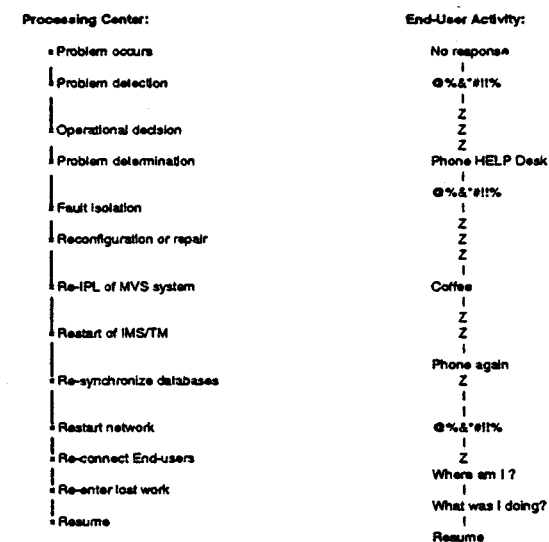 Processing Center:
Problem occurs
Problem detection
Operational decision
Problem determination
Fault isolation
Reconfiguration or repair
Re-IPL of MVS system
Restart of IMS/TM
Re-synchronize databases
Restart network
Re-connect End-users
Re-enter lost work
Resume
End-User Activity:
No response
@%&*#!!%
Z
Z
Z
Phone HELP Desk
@%&*#!!%
Z
Z
Z
Coffee
Z
Z
Phone again
Z
@%&*#!!%
Z
Where am I ?
What was I doing?
Resume